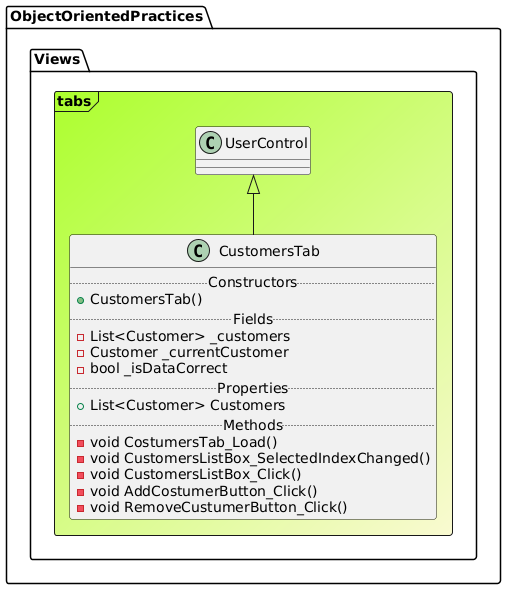 ObjectOrientedPractices
Views
tabs
C UserControl
C CustomersTab
Constructors
CustomersTab()
Fields
List<Customer> _customers
Customer _currentCustomer
bool _isDataCorrect
Properties
List<Customer> Customers
Methods
void CostumersTab_Load()
void CustomersListBox_SelectedIndexChanged()
void CustomersListBox_Click()
void AddCostumerButton_Click()
void RemoveCustumerButton_Click()